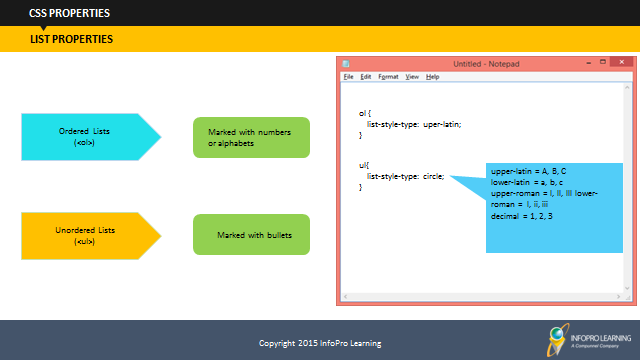 CSS PROPERTIES
LIST PROPERTIES
Ordered Lists
(<ol>)
Marked with numbers
or alphabets
Unordered Lists
(<ul>)
Marked with bullets
Untitled - Notepad
File Edit Format View Help
ol {
list-style-type: uper-latin;
}
ul{
list-style-type: circle;
}
upper-latin = A, B, C
lower-latin = a, b, c
upper-roman = I, II, III lower-
roman = i, ii, iii
decimal = 1, 2, 3
Copyright 2015 InfoPro Learning
INFOPRO LEARNING
A Compunnel Company